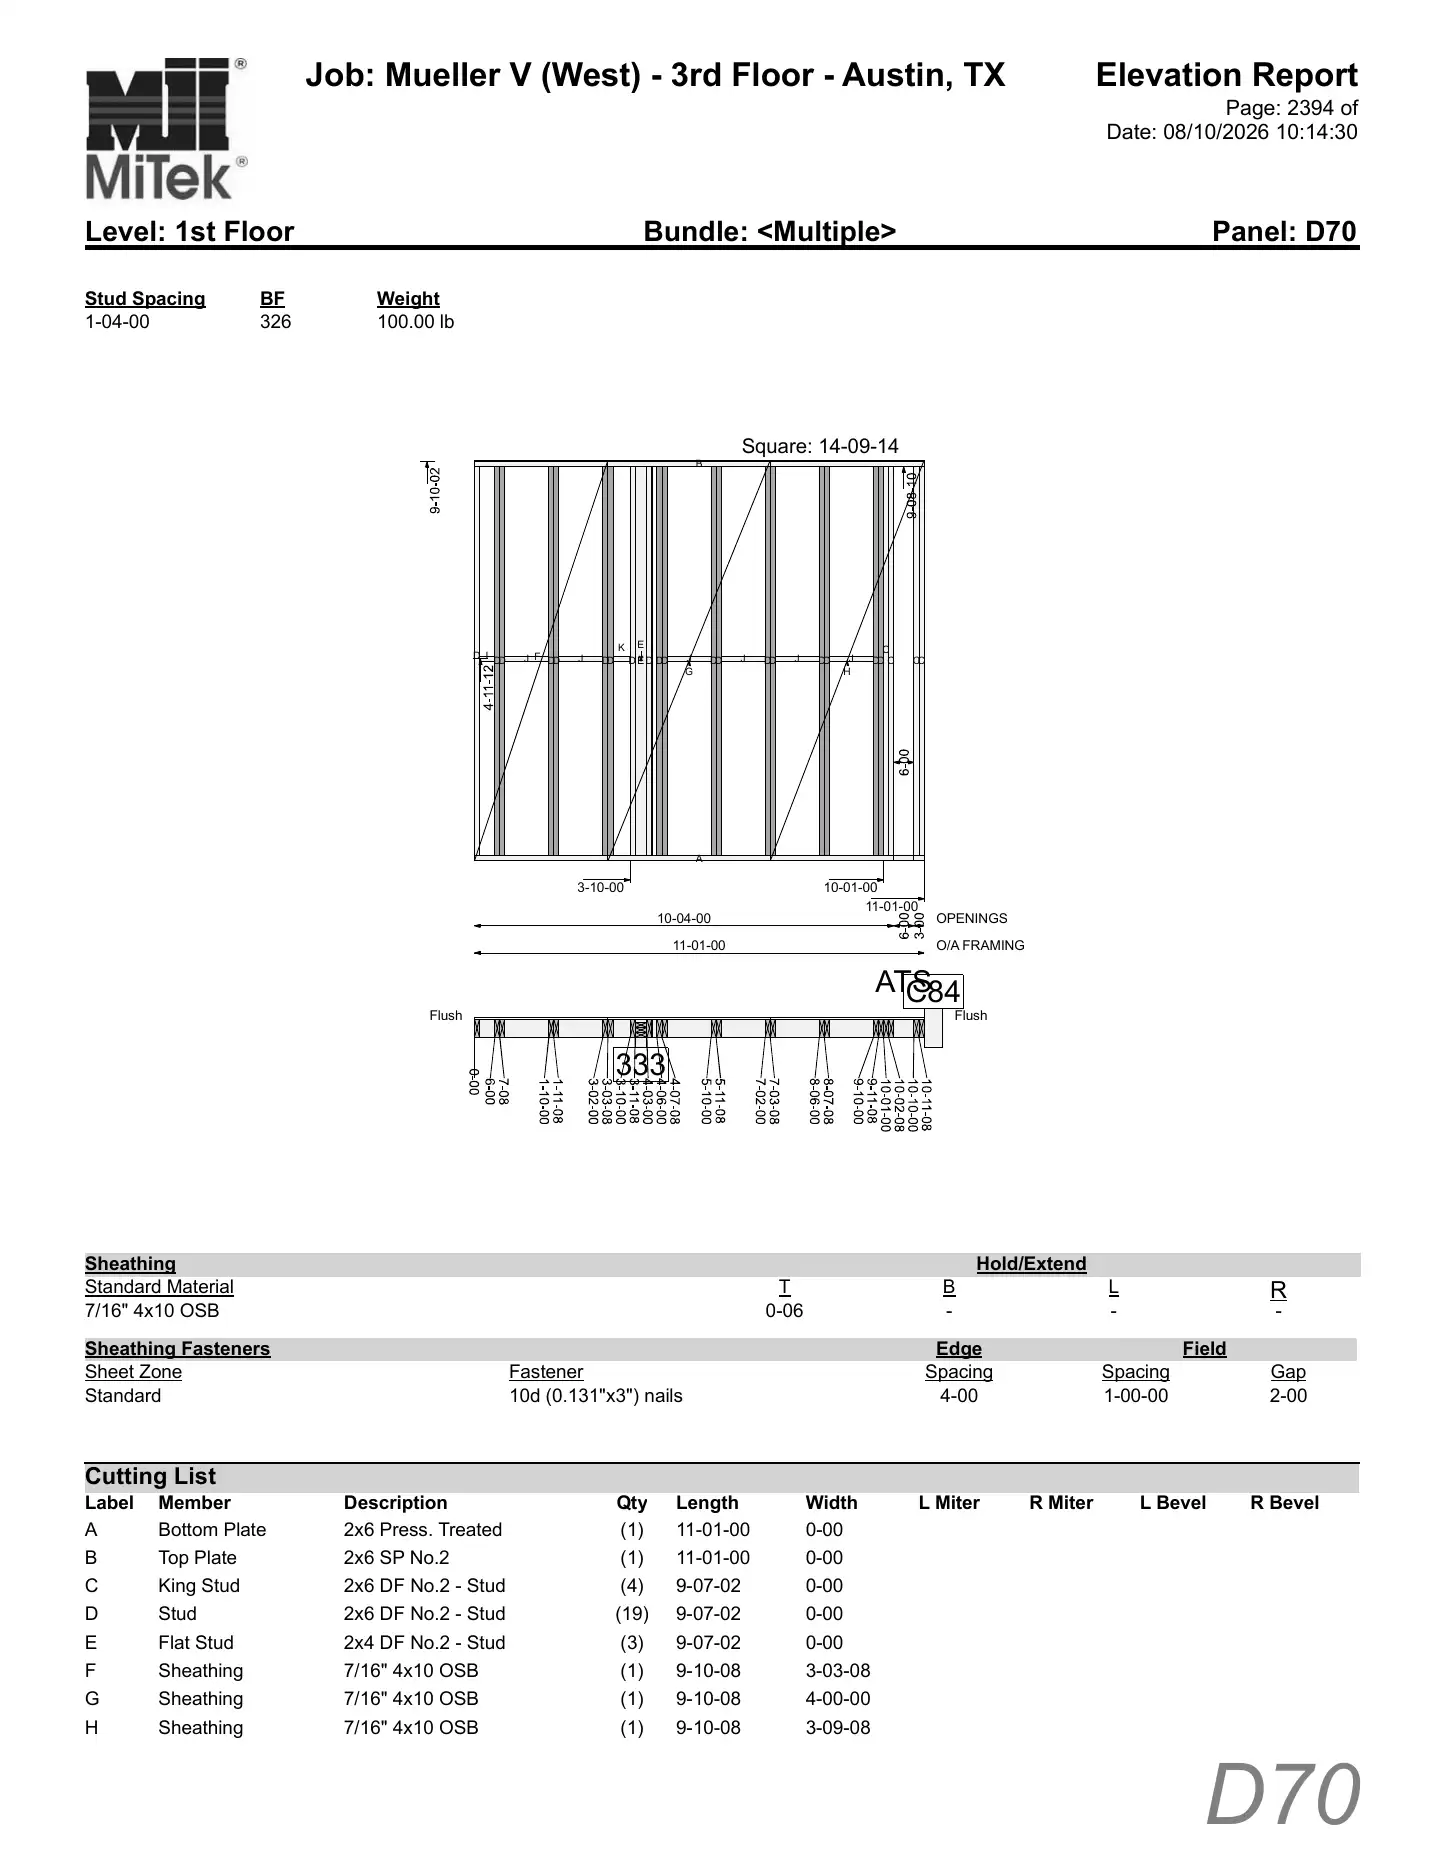 Job: Mueller V (West) - 3rd Floor - Austin, TX
Elevation Report
Page: 2394 of
Date: 08/10/2026 10:14:30
MiTek®
Level: 1st Floor
Bundle: <Multiple>
Panel: D70
Stud Spacing BF Weight
1-04-00 326 100.00 lb
Square: 14-09-14
B
9-10-02
9-08-10
K E
F
E
G
H
4-11-12
6-00
A
3-10-00
10-01-00
11-01-00
10-04-00
6-00
3-00
OPENINGS
11-01-00
O/A FRAMING
ATS
C84
Flush
Flush
333
0-00
6-00
7-08
1-10-00
1-11-08
3-02-00
3-03-08
3-10-00
3-11-08
4-03-00
4-06-00
4-07-08
5-10-00
5-11-08
7-02-00
7-03-08
8-06-00
8-07-08
9-10-00
9-11-08
10-01-00
10-02-08
10-10-00
10-11-08
Sheathing Hold/Extend
Standard Material T B L R
7/16" 4x10 OSB 0-06 - - -
Sheathing Fasteners Edge Field
Sheet Zone Fastener Spacing Spacing Gap
Standard 10d (0.131"x3") nails 4-00 1-00-00 2-00
Cutting List
Label Member Description Qty Length Width L Miter R Miter L Bevel R Bevel
A Bottom Plate 2x6 Press. Treated (1) 11-01-00 0-00
B Top Plate 2x6 SP No.2 (1) 11-01-00 0-00
C King Stud 2x6 DF No.2 - Stud (4) 9-07-02 0-00
D Stud 2x6 DF No.2 - Stud (19) 9-07-02 0-00
E Flat Stud 2x4 DF No.2 - Stud (3) 9-07-02 0-00
F Sheathing 7/16" 4x10 OSB (1) 9-10-08 3-03-08
G Sheathing 7/16" 4x10 OSB (1) 9-10-08 4-00-00
H Sheathing 7/16" 4x10 OSB (1) 9-10-08 3-09-08
D70